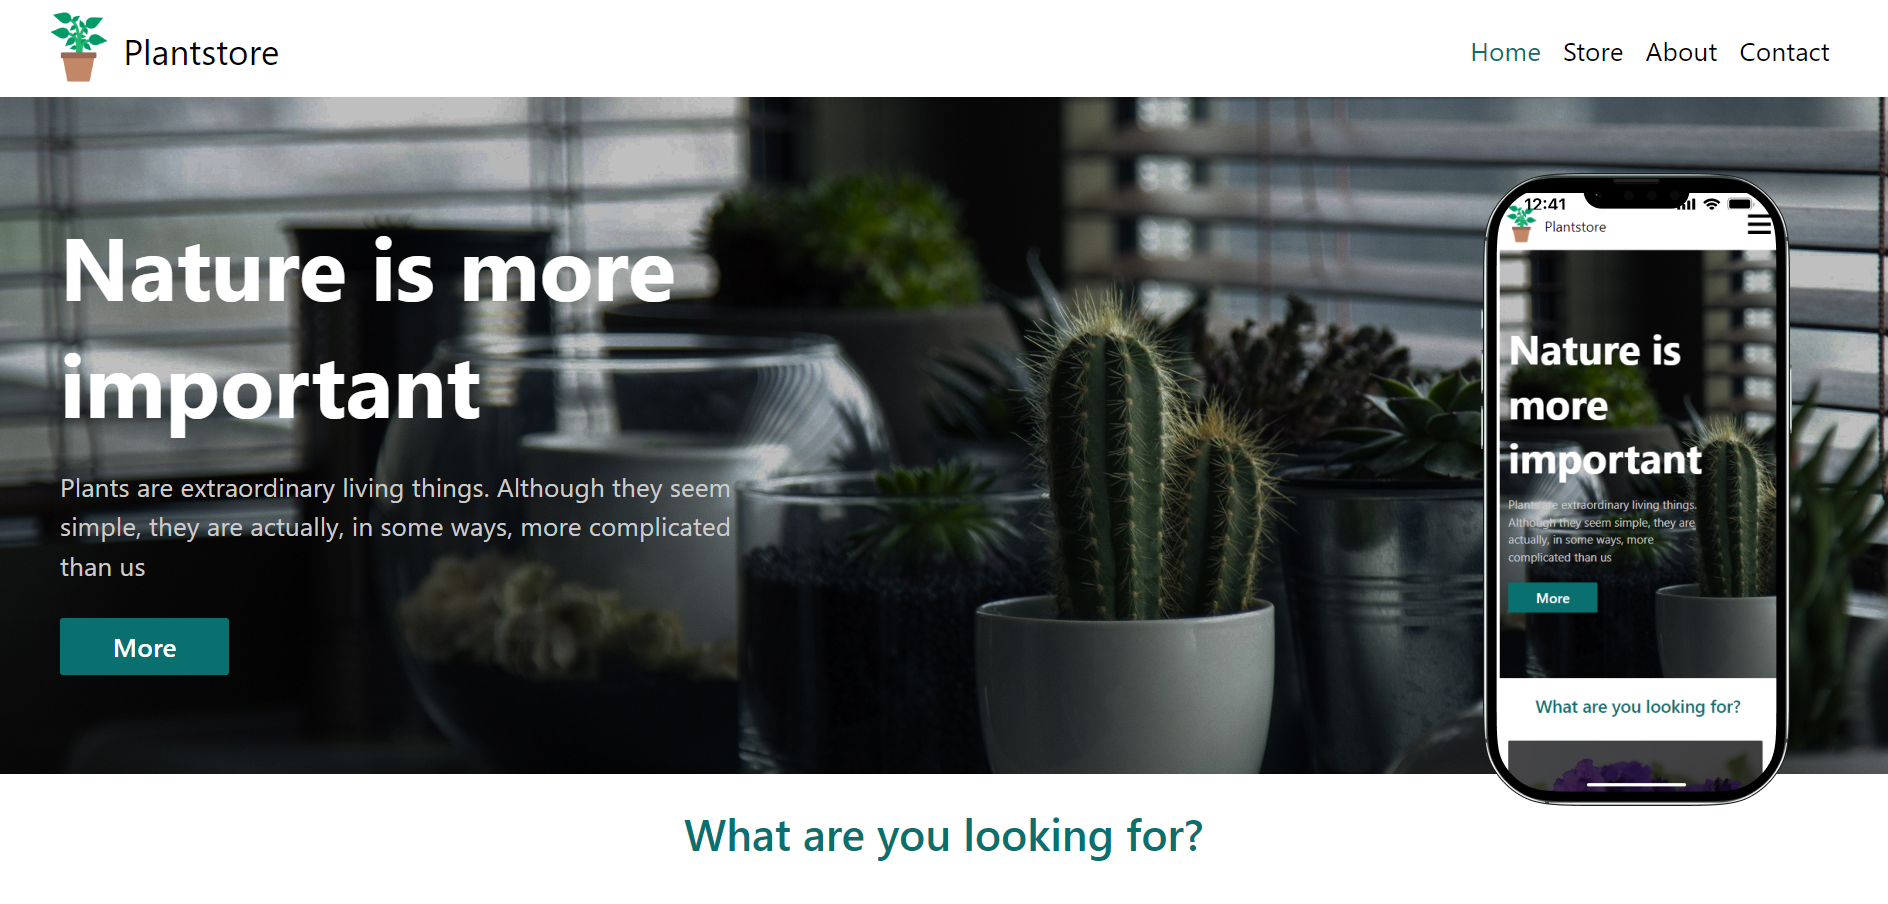 Plantstore
Home Store About Contact
Nature is more
important
Plants are extraordinary living things. Although they seem
simple, they are actually, in some ways, more complicated
than us
More
12:41
Plantstore
Nature is
more
important
Plants are extraordinary living things.
Although they seem simple, they are
actually, in some ways, more
complicated than us
More
What are you looking for?
What are you looking for?